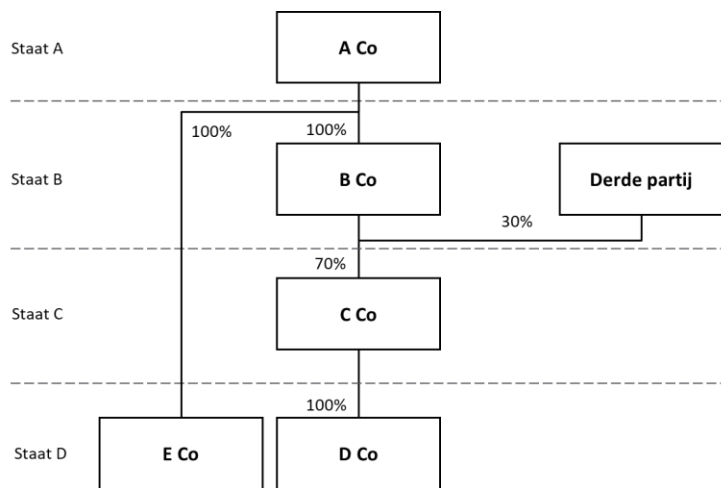 Staat A
A Co
100%
100%
Staat B
B Co
Derde partij
30%
70%
Staat C
C Co
100%
Staat D
E Co
D Co